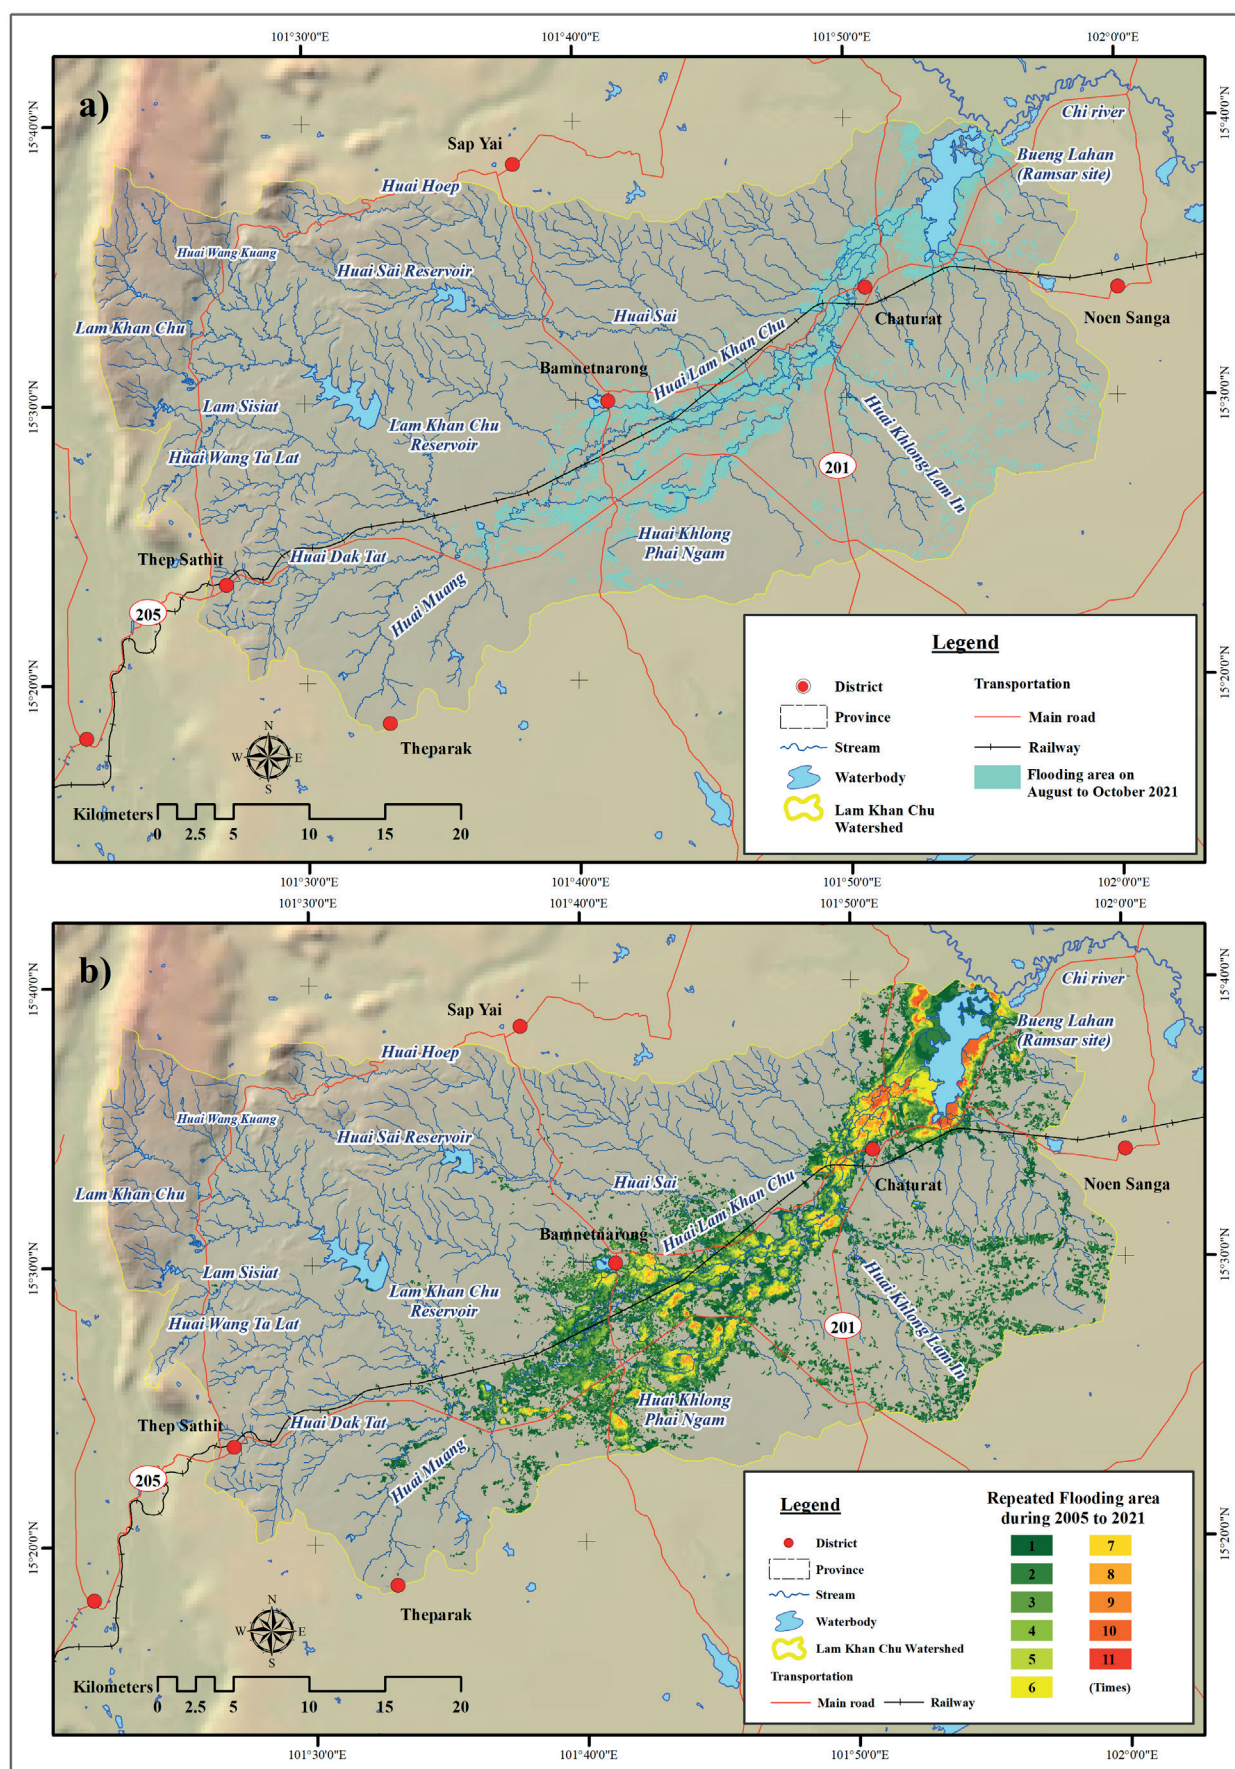 101°30'0"E 101°40'0"E 101°50'0"E 102°0'0"E
a)
15°40'0"N
15°40'0"N
Chi river
Sap Yai
Bueng Lahan
(Ramsar site)
Huai Hoep
Huai Wang Kuang
Huai Sai Reservoir
Lam Khan Chu
Huai Sai
Chaturat
Noen Sanga
Huai Lam Khan Chu
Bamnetnarong
15°30'0"N
15°30'0"N
Lam Sisiat
Lam Khan Chu
Reservoir
Huai Khlong Lam In
Huai Wang Ta Lat
201
Huai Khlong
Phai Ngam
Thep Sathit
Huai Dak Tat
Huai Muang
205
15°20'0"N
15°20'0"N
Theparak
N
W E
S
Kilometers
0 2.5 5 10 15 20
Legend
District
Province
Stream
Waterbody
Lam Khan Chu
Watershed
Transportation
Main road
Railway
Flooding area on
August to October 2021
101°30'0"E 101°40'0"E 101°50'0"E 102°0'0"E
101°30'0"E 101°40'0"E 101°50'0"E 102°0'0"E
b)
15°40'0"N
15°40'0"N
Chi river
Sap Yai
Bueng Lahan
(Ramsar site)
Huai Hoep
Huai Wang Kuang
Huai Sai Reservoir
Lam Khan Chu
Huai Sai
Chaturat
Noen Sanga
Huai Lam Khan Chu
Bamnetnarong
15°30'0"N
15°30'0"N
Lam Sisiat
Lam Khan Chu
Reservoir
Huai Khlong Lam In
Huai Wang Ta Lat
201
Huai Khlong
Phai Ngam
Thep Sathit
Huai Dak Tat
Huai Muang
205
15°20'0"N
15°20'0"N
Theparak
N
W E
S
Kilometers
0 2.5 5 10 15 20
Legend
District
Province
Stream
Waterbody
Lam Khan Chu Watershed
Transportation
Main road Railway
Repeated Flooding area
during 2005 to 2021
1 7
2 8
3 9
4 10
5 11
6 (Times)
101°30'0"E 101°40'0"E 101°50'0"E 102°0'0"E